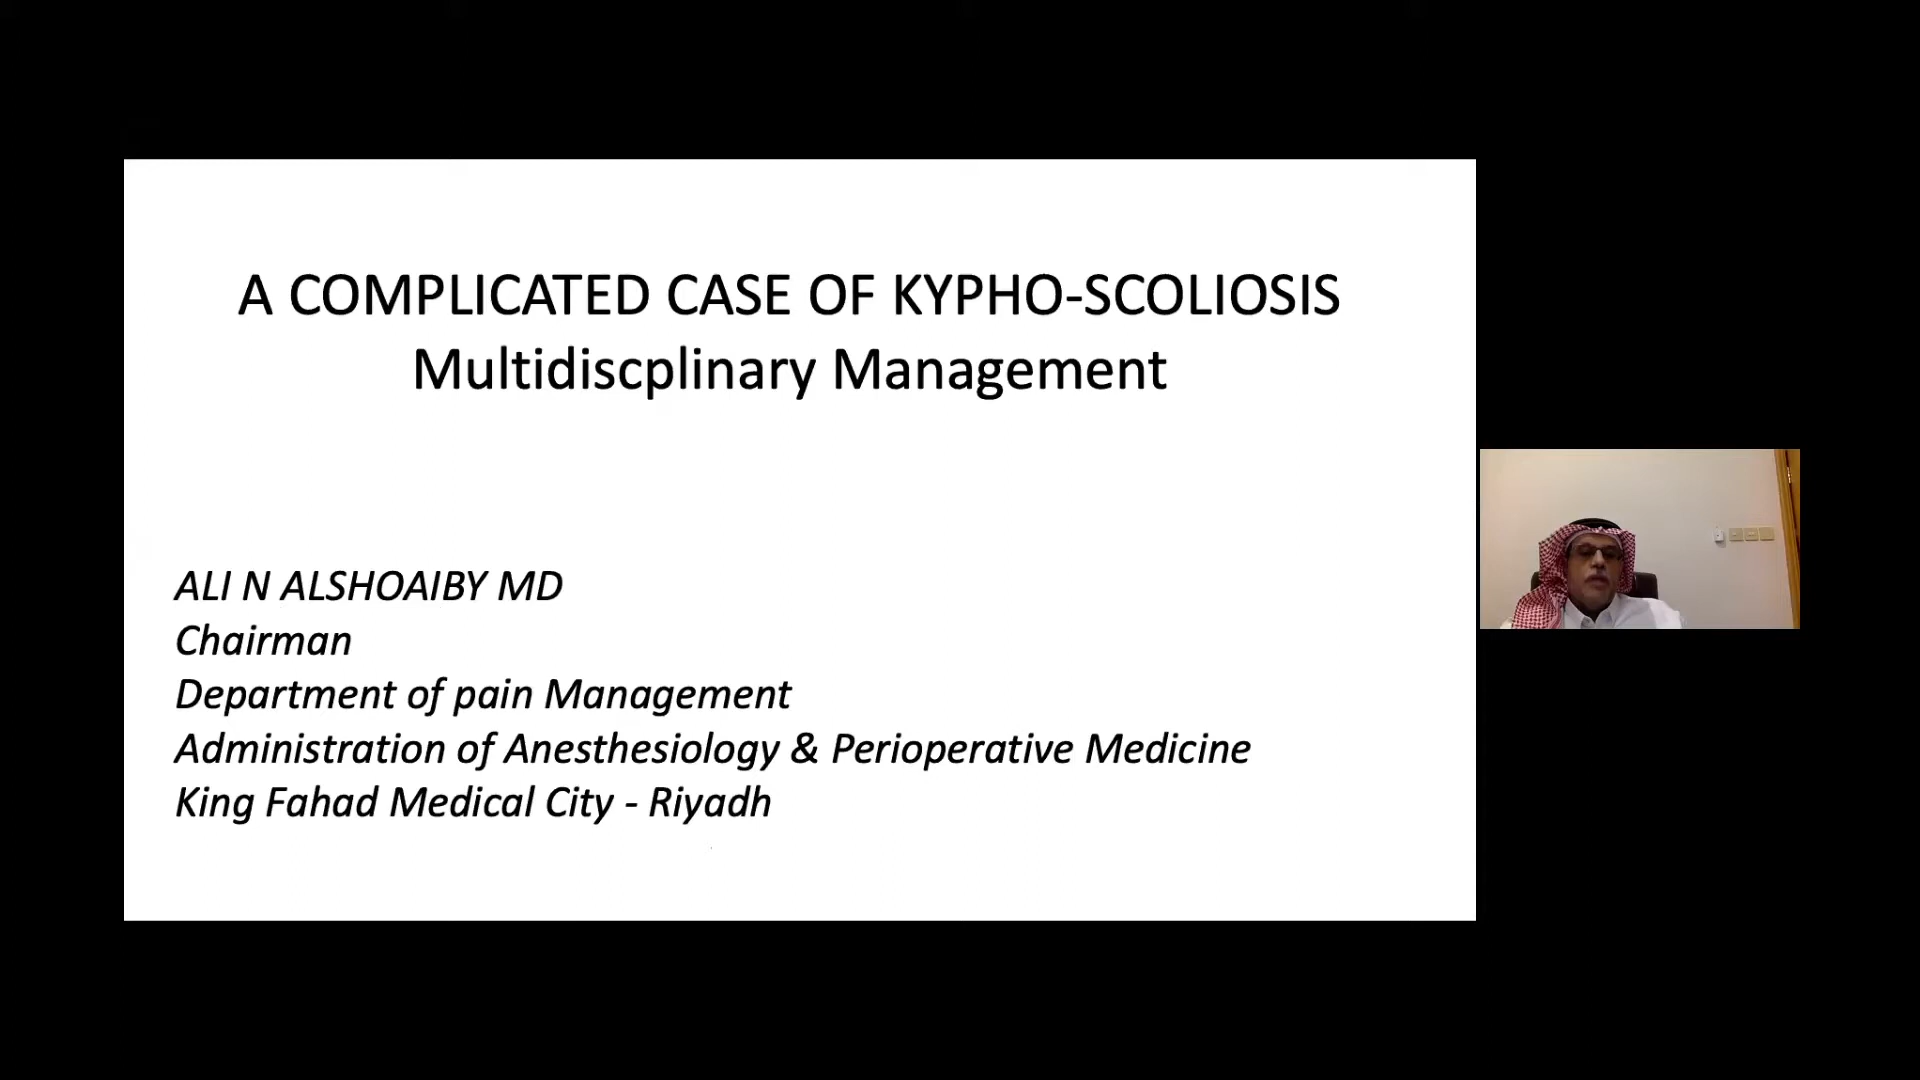 A COMPLICATED CASE OF KYPHO-SCOLIOSIS
Multidiscplinary Management
ALI N ALSHOAIBY MD
Chairman
Department of pain Management
Administration of Anesthesiology & Perioperative Medicine
King Fahad Medical City - Riyadh